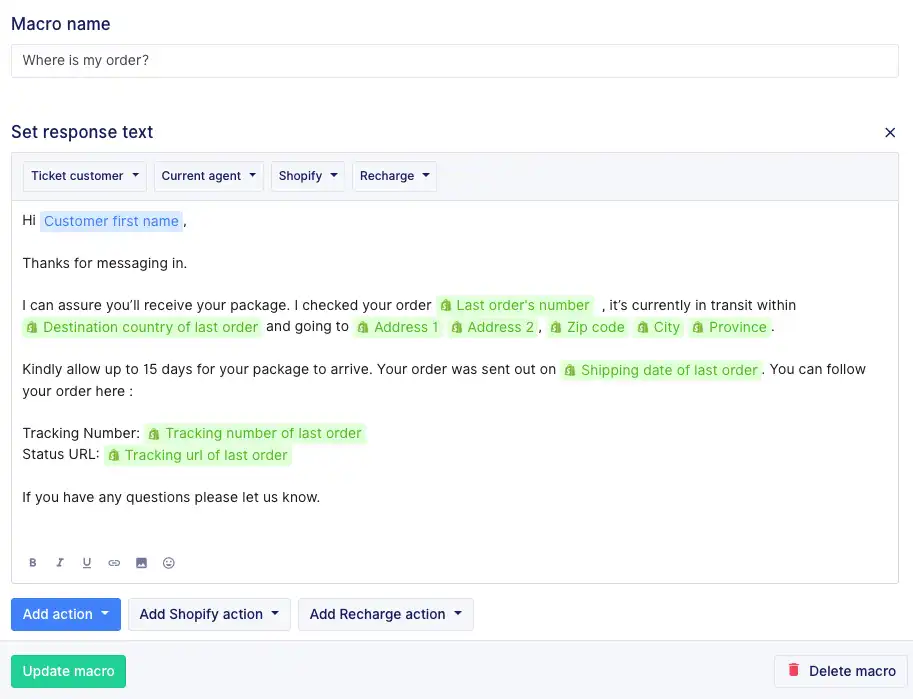 Macro name
Where is my order?
Set response text
Ticket customer Current agent Shopify Recharge
Hi Customer first name,
Thanks for messaging in.
I can assure you’ll receive your package. I checked your order Last order's number , it’s currently in transit within
Destination country of last order and going to Address 1 Address 2, Zip code City Province.
Kindly allow up to 15 days for your package to arrive. Your order was sent out on Shipping date of last order. You can follow
your order here :
Tracking Number: Tracking number of last order
Status URL: Tracking url of last order
If you have any questions please let us know.
B I U
Add action Add Shopify action Add Recharge action
Update macro Delete macro